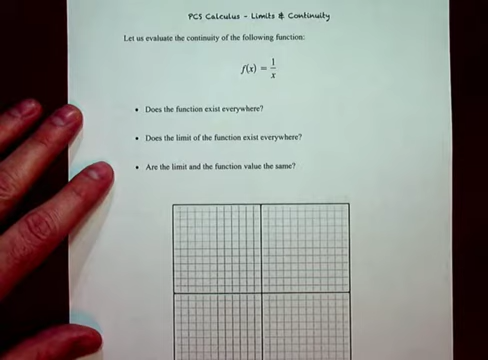 PCS Calculus - Limits & Continuity
Let us evaluate the continuity of the following function:
f(x) = 1/x
• Does the function exist everywhere?
• Does the limit of the function exist everywhere?
• Are the limit and the function value the same?